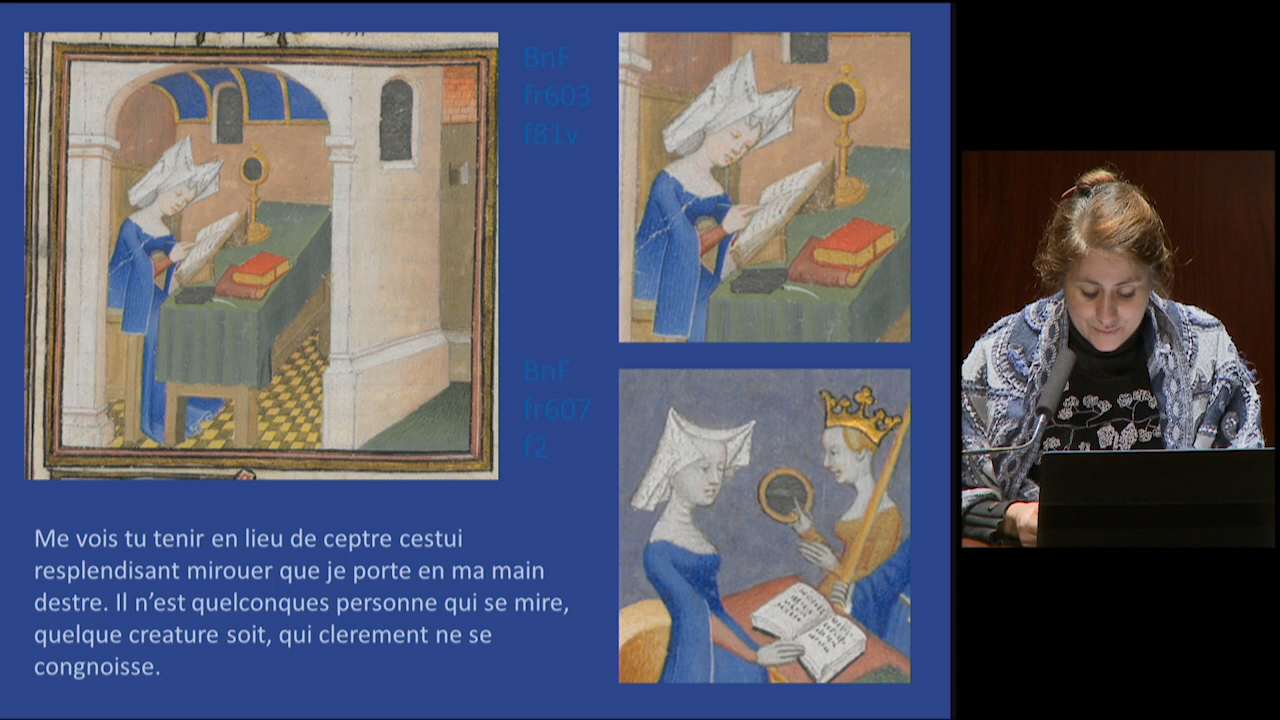 BnF
fr603
f81v
BnF
fr607
f2
Me vois tu tenir en lieu de ceptre cestui
resplendisant mirouer que je porte en ma main
destre. Il n’est quelconques personne qui se mire,
quelque creature soit, qui clerement ne se
congnoisse.